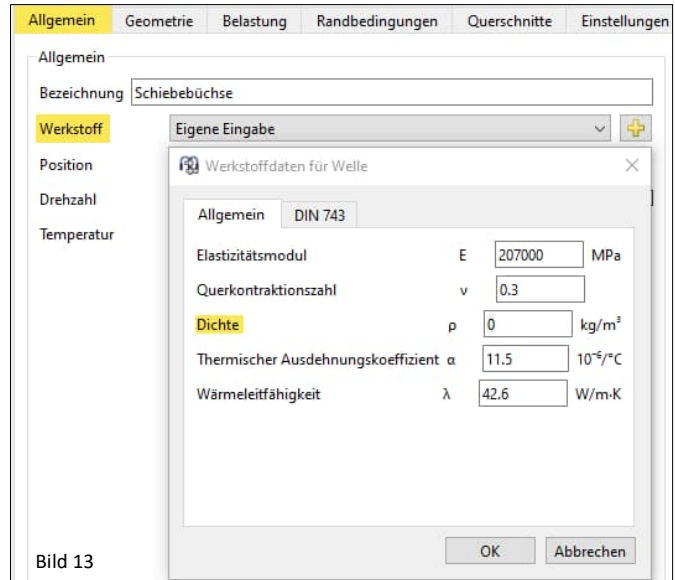 Allgemein Geometrie Belastung Randbedingungen Querschnitte Einstellungen
Allgemein
Bezeichnung Schiebebüchse
Werkstoff Eigene Eingabe
Position
Drehzahl
Temperatur
Werkstoffdaten für Welle
Allgemein DIN 743
Elastizitätsmodul E 207000 MPa
Querkontraktionszahl ν 0.3
Dichte ρ 0 kg/m³
Thermischer Ausdehnungskoeffizient α 11.5 10⁻⁶/°C
Wärmeleitfähigkeit λ 42.6 W/m·K
OK Abbrechen
Bild 13